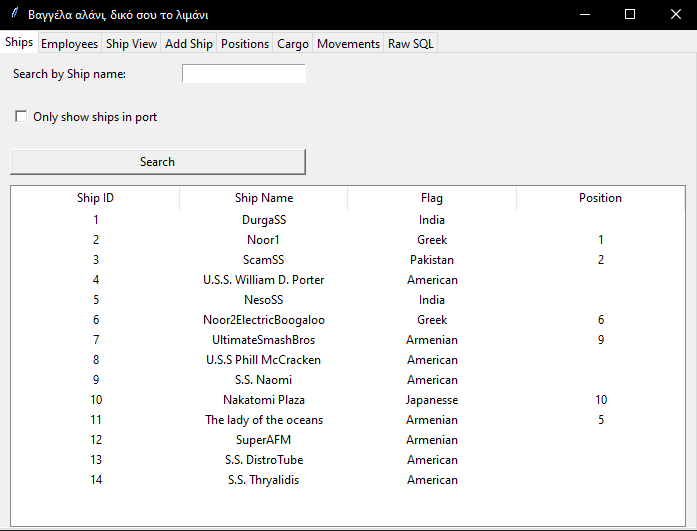 Βαγγέλα αλάνι, δικό σου το λιμάνι
Ships Employees Ship View Add Ship Positions Cargo Movements Raw SQL
Search by Ship name:
Only show ships in port
Search
Ship ID Ship Name Flag Position
1 DurgaSS India
2 Noor1 Greek 1
3 ScamSS Pakistan 2
4 U.S.S. William D. Porter American
5 NesoSS India
6 Noor2ElectricBoogaloo Greek 6
7 UltimateSmashBros Armenian 9
8 U.S.S Phill McCracken American
9 S.S. Naomi American
10 Nakatomi Plaza Japanesse 10
11 The lady of the oceans Armenian 5
12 SuperAFM Armenian
13 S.S. DistroTube American
14 S.S. Thryalidis American